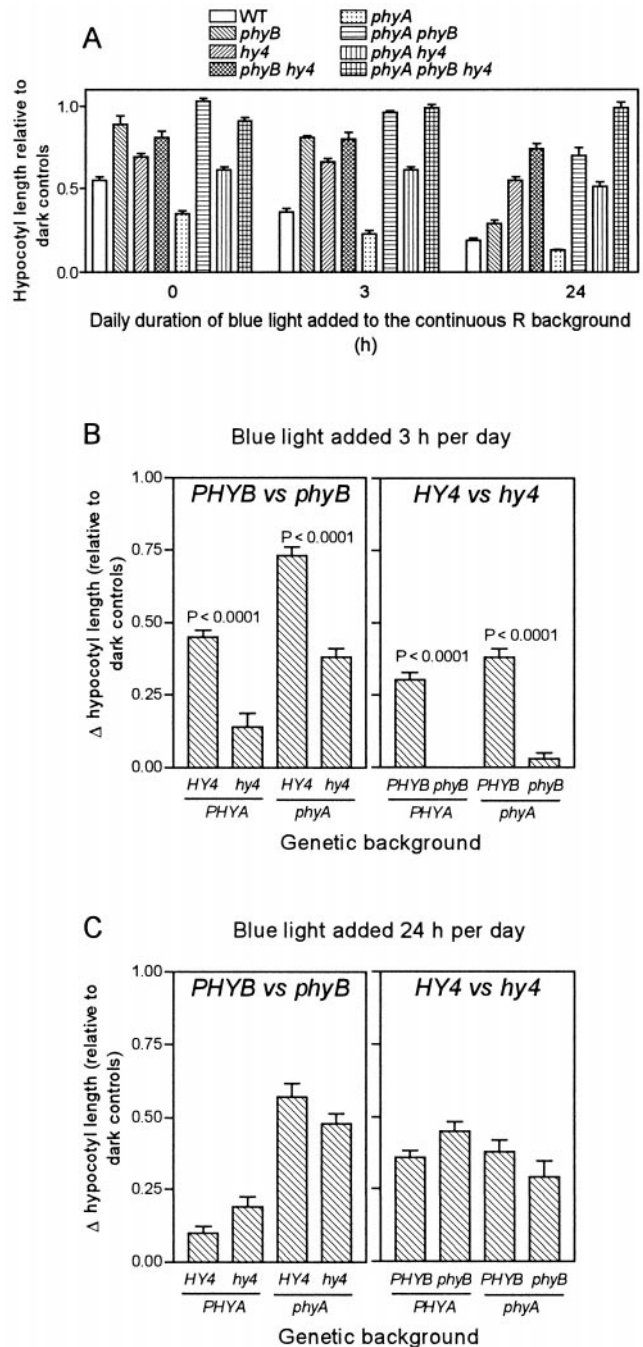 A
WT
phyA
phyB
phyA phyB
hy4
phyA hy4
phyB hy4
phyA phyB hy4
Hypocotyl length relative to
dark controls
1.0
0.5
0.0
0
3
24
Daily duration of blue light added to the continuous R background
(h)
B
Blue light added 3 h per day
Δ hypocotyl length (relative to
dark controls)
1.00
0.75
0.50
0.25
0.00
PHYB vs phyB
HY4 vs hy4
P < 0.0001
P < 0.0001
P < 0.0001
P < 0.0001
HY4 hy4 HY4 hy4 PHYB phyB PHYB phyB
PHYA phyA PHYA phyA
Genetic background
C
Blue light added 24 h per day
Δ hypocotyl length (relative to
dark controls)
1.00
0.75
0.50
0.25
0.00
PHYB vs phyB
HY4 vs hy4
HY4 hy4 HY4 hy4 PHYB phyB PHYB phyB
PHYA phyA PHYA phyA
Genetic background